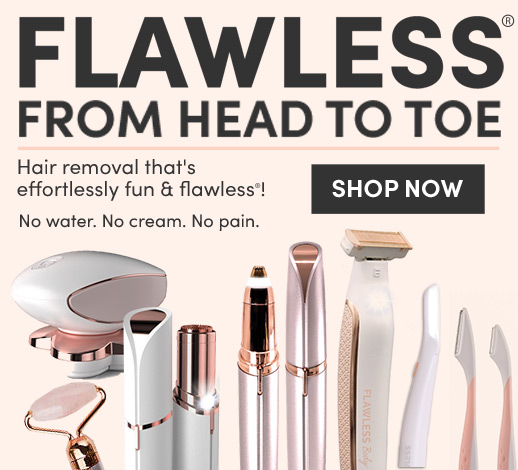 FLAWLESS®
FROM HEAD TO TOE
Hair removal that's
effortlessly fun & flawless®!
SHOP NOW
No water. No cream. No pain.
FLAWLESS Body